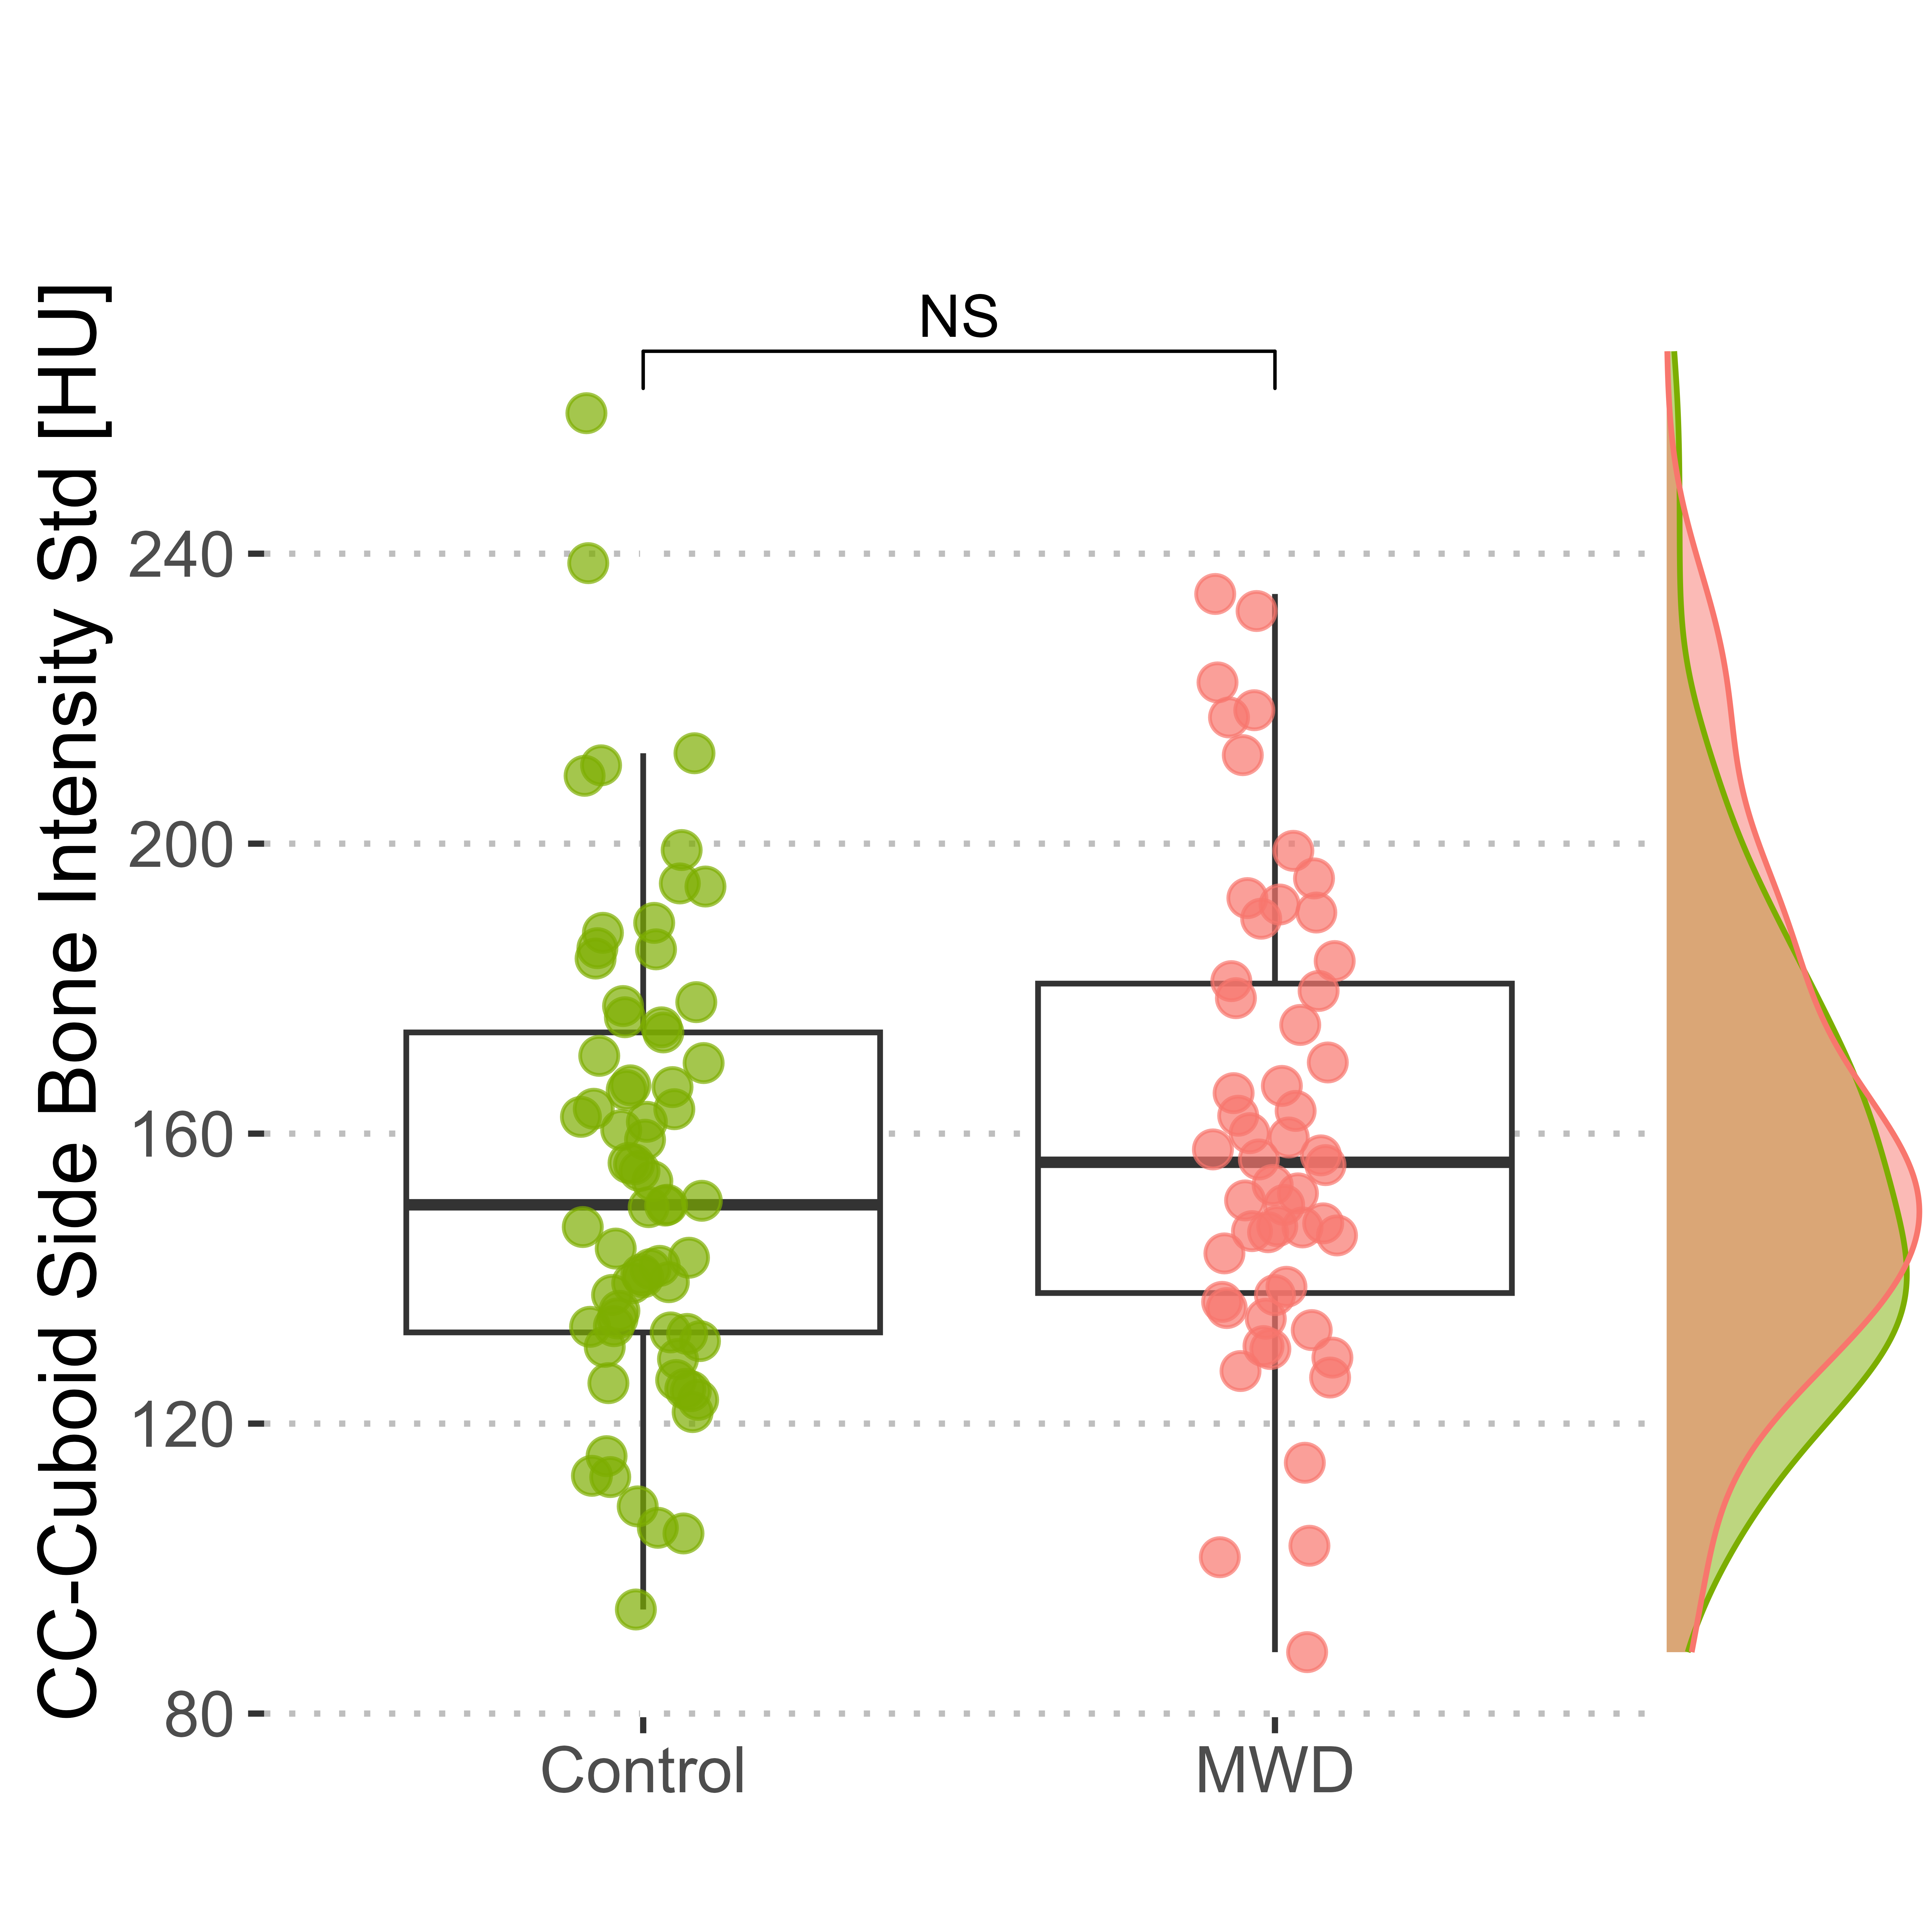 NS
CC-Cuboid Side Bone Intensity Std [HU]
240
200
160
120
80
Control MWD